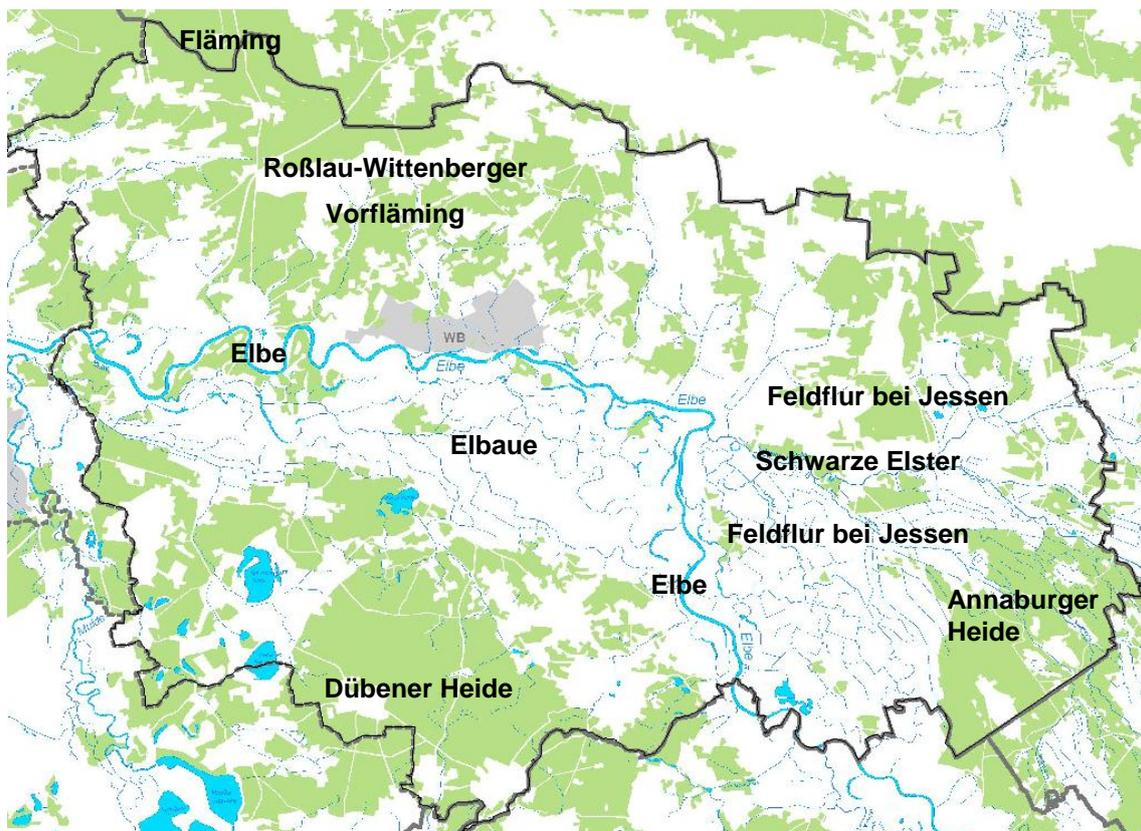 Fläming
Roßlau-Wittenberger
Vorfläming
WB
Elbe
Elbe
Elbe
Feldflur bei Jessen
Elbaue
Schwarze Elster
Feldflur bei Jessen
Elbe
Annaburger
Heide
Mulde
Elbe
Dübener Heide